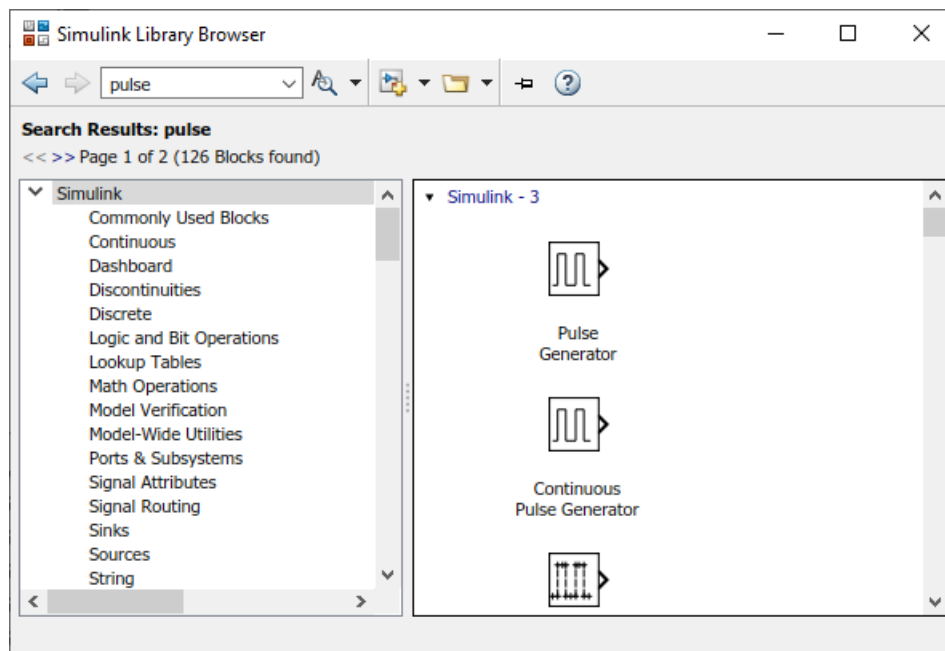 Simulink Library Browser
pulse
Search Results: pulse
<< >> Page 1 of 2 (126 Blocks found)
Simulink
Commonly Used Blocks
Continuous
Dashboard
Discontinuities
Discrete
Logic and Bit Operations
Lookup Tables
Math Operations
Model Verification
Model-Wide Utilities
Ports & Subsystems
Signal Attributes
Signal Routing
Sinks
Sources
String
Simulink - 3
Pulse
Generator
Continuous
Pulse Generator